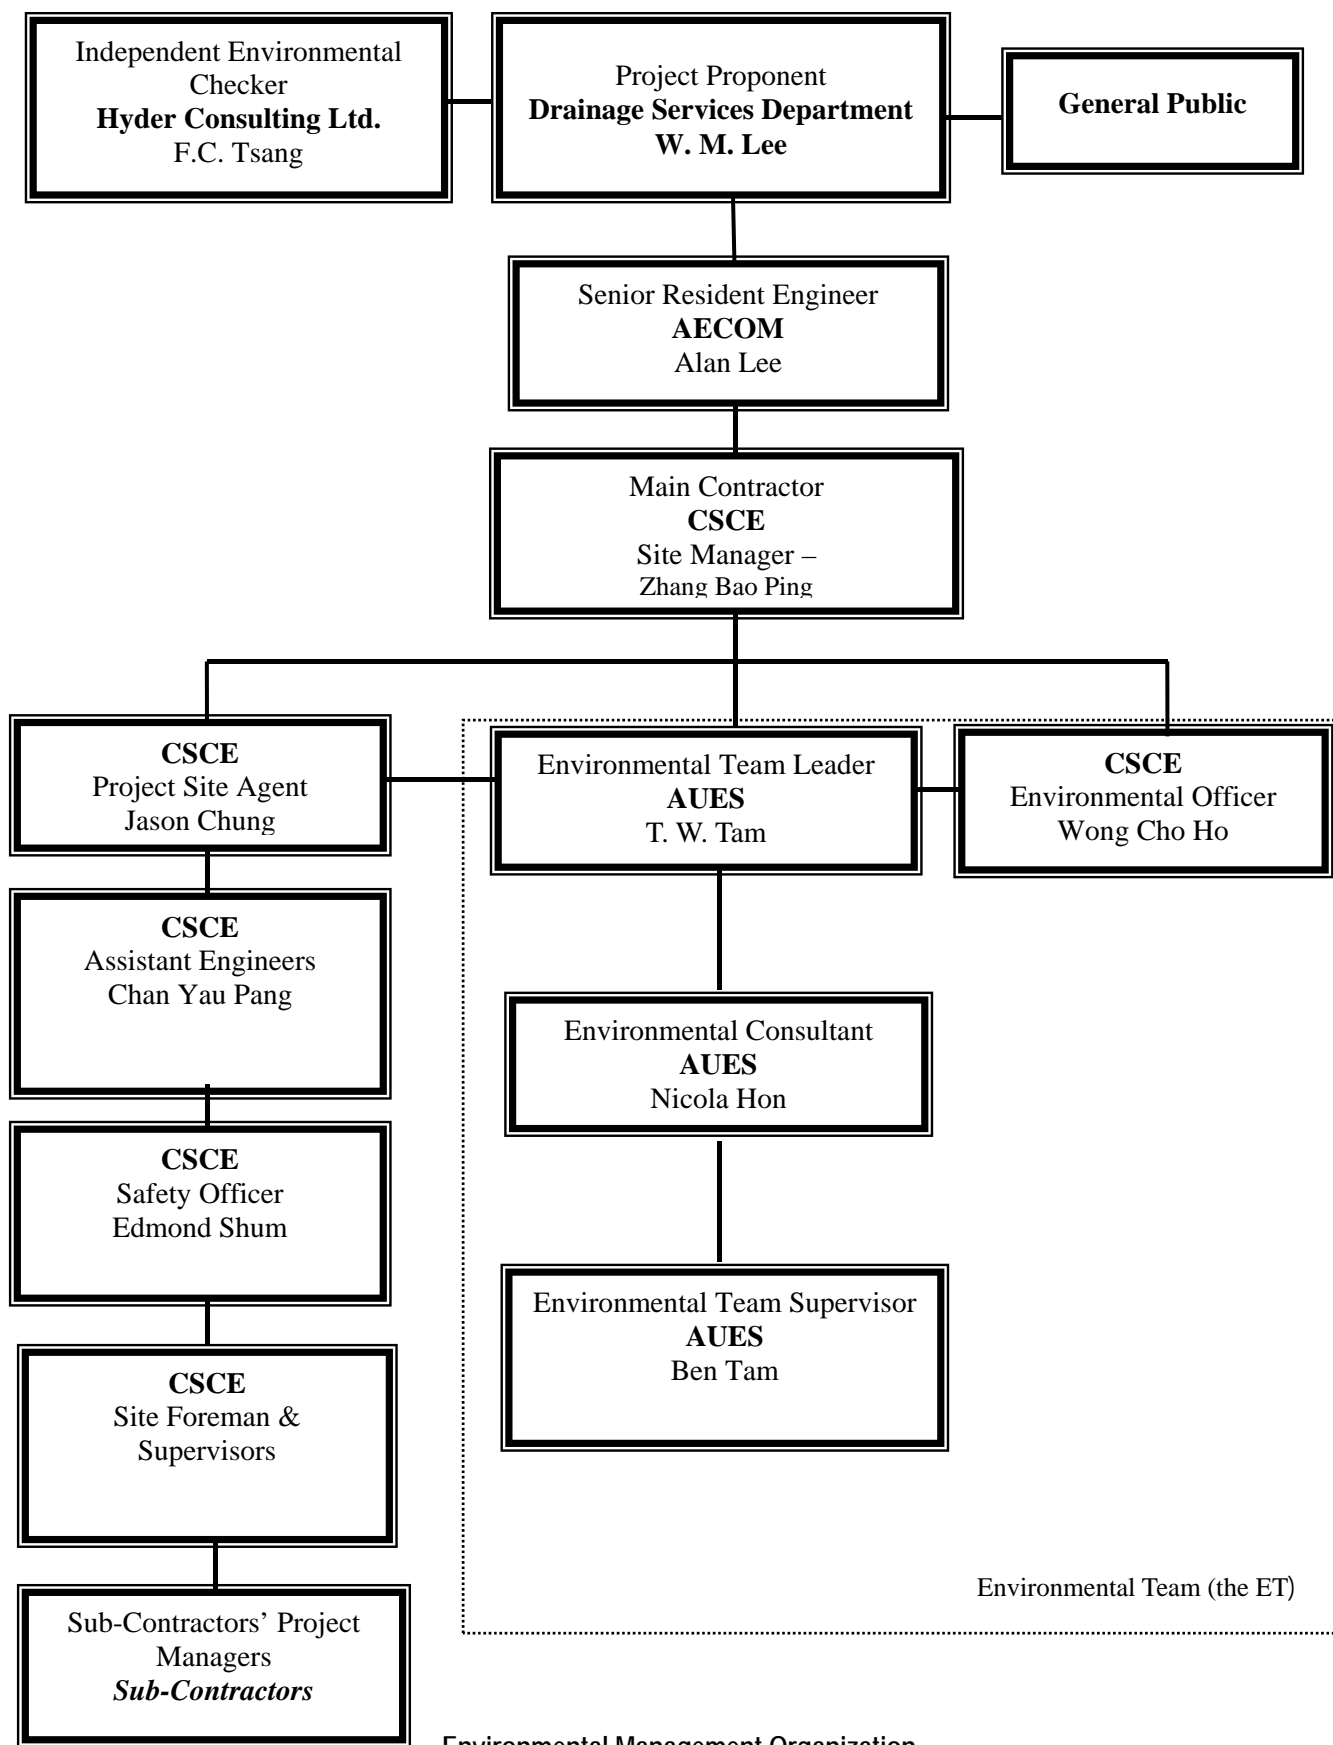 Independent Environmental
Checker
Hyder Consulting Ltd.
F.C. Tsang
Project Proponent
Drainage Services Department
W. M. Lee
General Public
Senior Resident Engineer
AECOM
Alan Lee
Main Contractor
CSCE
Site Manager –
Zhang Bao Ping
CSCE
Project Site Agent
Jason Chung
Environmental Team Leader
AUES
T. W. Tam
CSCE
Environmental Officer
Wong Cho Ho
CSCE
Assistant Engineers
Chan Yau Pang
Environmental Consultant
AUES
Nicola Hon
CSCE
Safety Officer
Edmond Shum
Environmental Team Supervisor
AUES
Ben Tam
CSCE
Site Foreman &
Supervisors
Environmental Team (the ET)
Sub-Contractors’ Project
Managers
Sub-Contractors
Environmental Management Organization